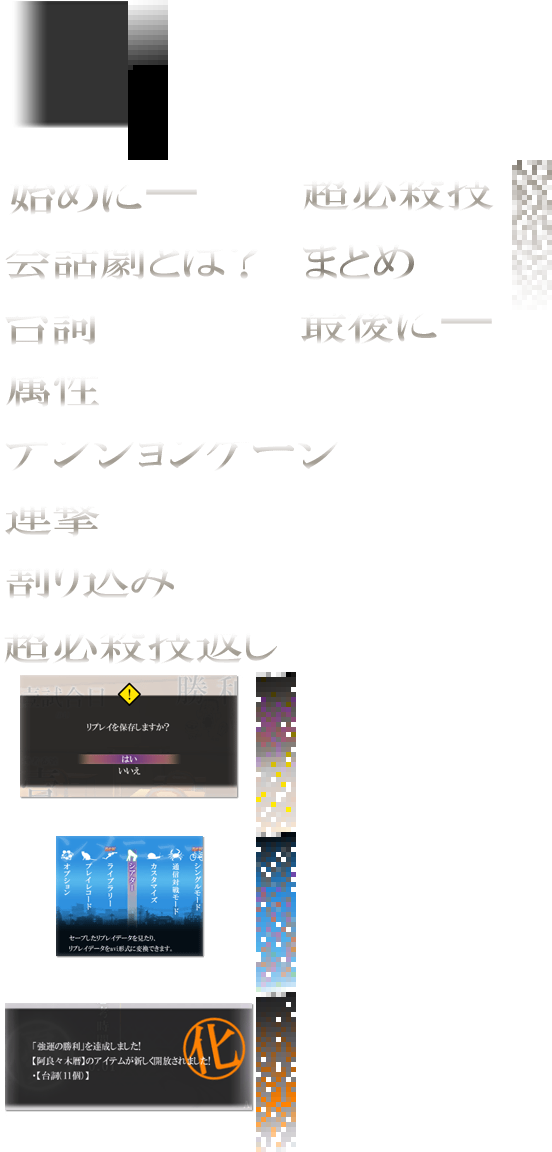 始めに―
会話劇とは?
台詞
属性
テンションゲージ
連撃
割り込み
超必殺技返し
超必殺技
まとめ
最後に―
リプレイを保存しますか?
はい
いいえ
シングルモード
通信対戦モード
カスタマイズ
シアター
ライブラリー
プレイレコード
オプション
セーブしたリプレイデータを見たり、
リプレイデータをavi形式に変換できます。
「強運の勝利」を達成しました!
【阿良々木暦】のアイテムが新しく開放されました!
・【台詞(11個)】
化